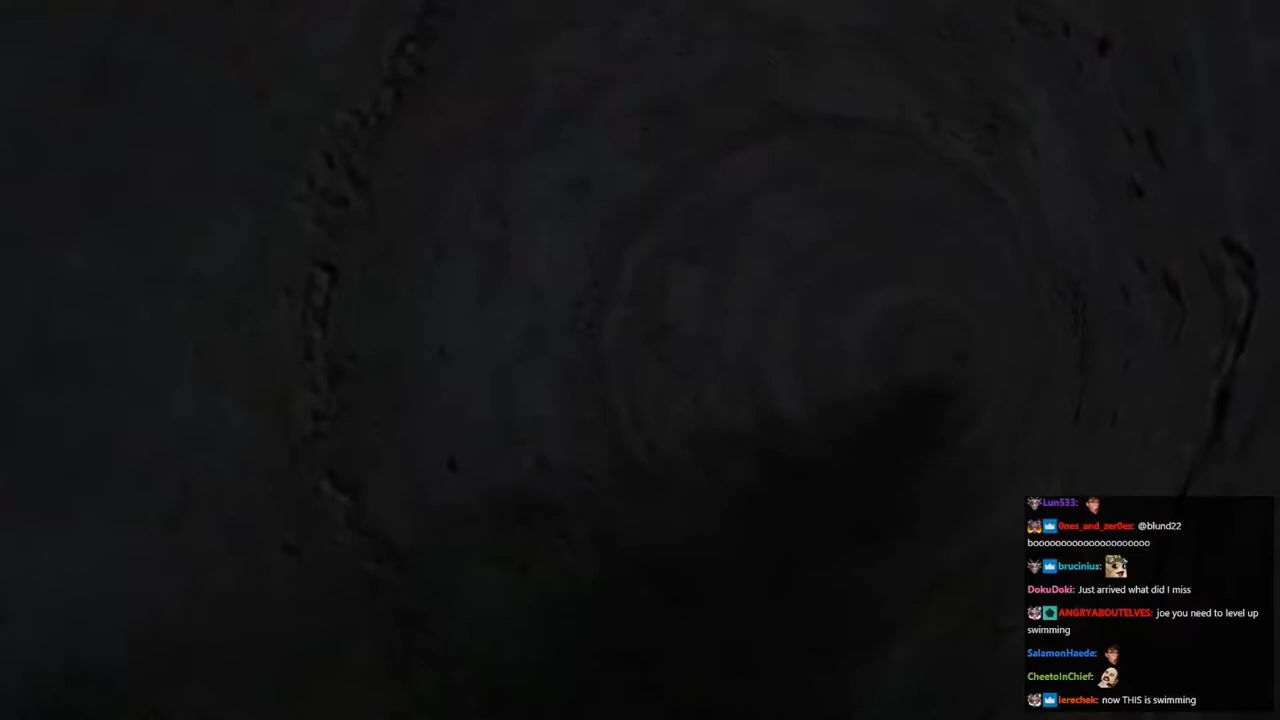 Lun533:
0nes_and_zer0es: @blund22
boooooooooooooooooooo
brucinius:
DokuDoki: Just arrived what did I miss
ANGRYABOUTELVES: joe you need to level up
swimming
SalamonHaede:
CheetoInChief:
lerechek: now THIS is swimming